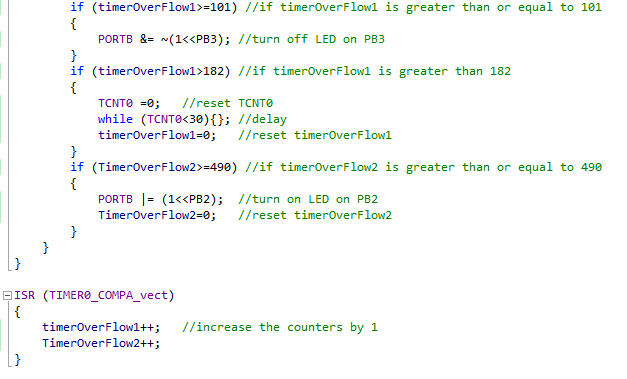 if (timerOverFlow1>=101) //if timerOverFlow1 is greater than or equal to 101
{
PORTB &= ~(1<<PB3); //turn off LED on PB3
}
if (timerOverFlow1>182) //if timerOverFlow1 is greater than 182
{
TCNT0 =0; //reset TCNT0
while (TCNT0<30){}; //delay
timerOverFlow1=0; //reset timerOverFlow1
}
if (TimerOverFlow2>=490) //if timerOverFlow2 is greater than or equal to 490
{
PORTB |= (1<<PB2); //turn on LED on PB2
TimerOverFlow2=0; //reset timerOverFlow2
}
}
}
ISR (TIMER0_COMPA_vect)
{
timerOverFlow1++; //increase the counters by 1
TimerOverFlow2++;
}